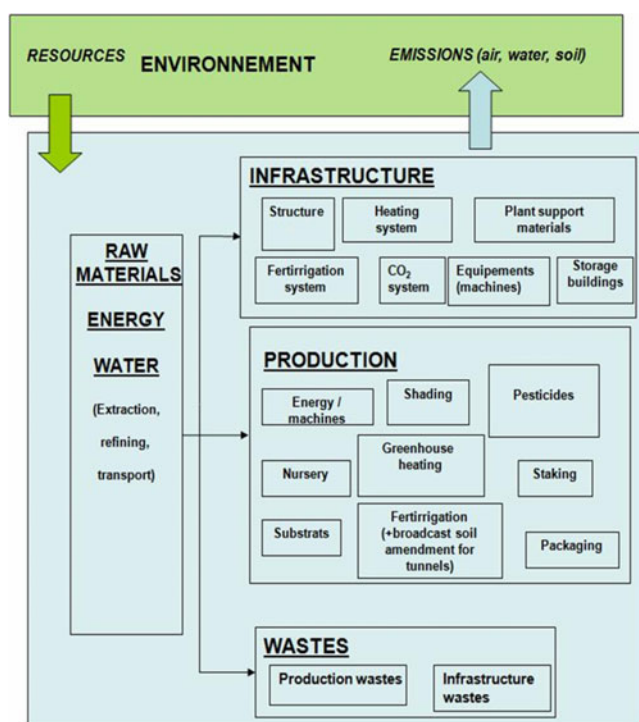 RESOURCES
ENVIRONNEMENT
EMISSIONS (air, water, soil)
RAW
MATERIALS
ENERGY
WATER
(Extraction,
refining,
transport)
INFRASTRUCTURE
Structure
Heating
system
Plant support
materials
Fertirrigation
system
CO2
system
Equipements
(machines)
Storage
buildings
PRODUCTION
Energy /
machines
Shading
Pesticides
Nursery
Greenhouse
heating
Staking
Substrats
Fertirrigation
(+broadcast soil
amendment for
tunnels)
Packaging
WASTES
Production wastes
Infrastructure
wastes